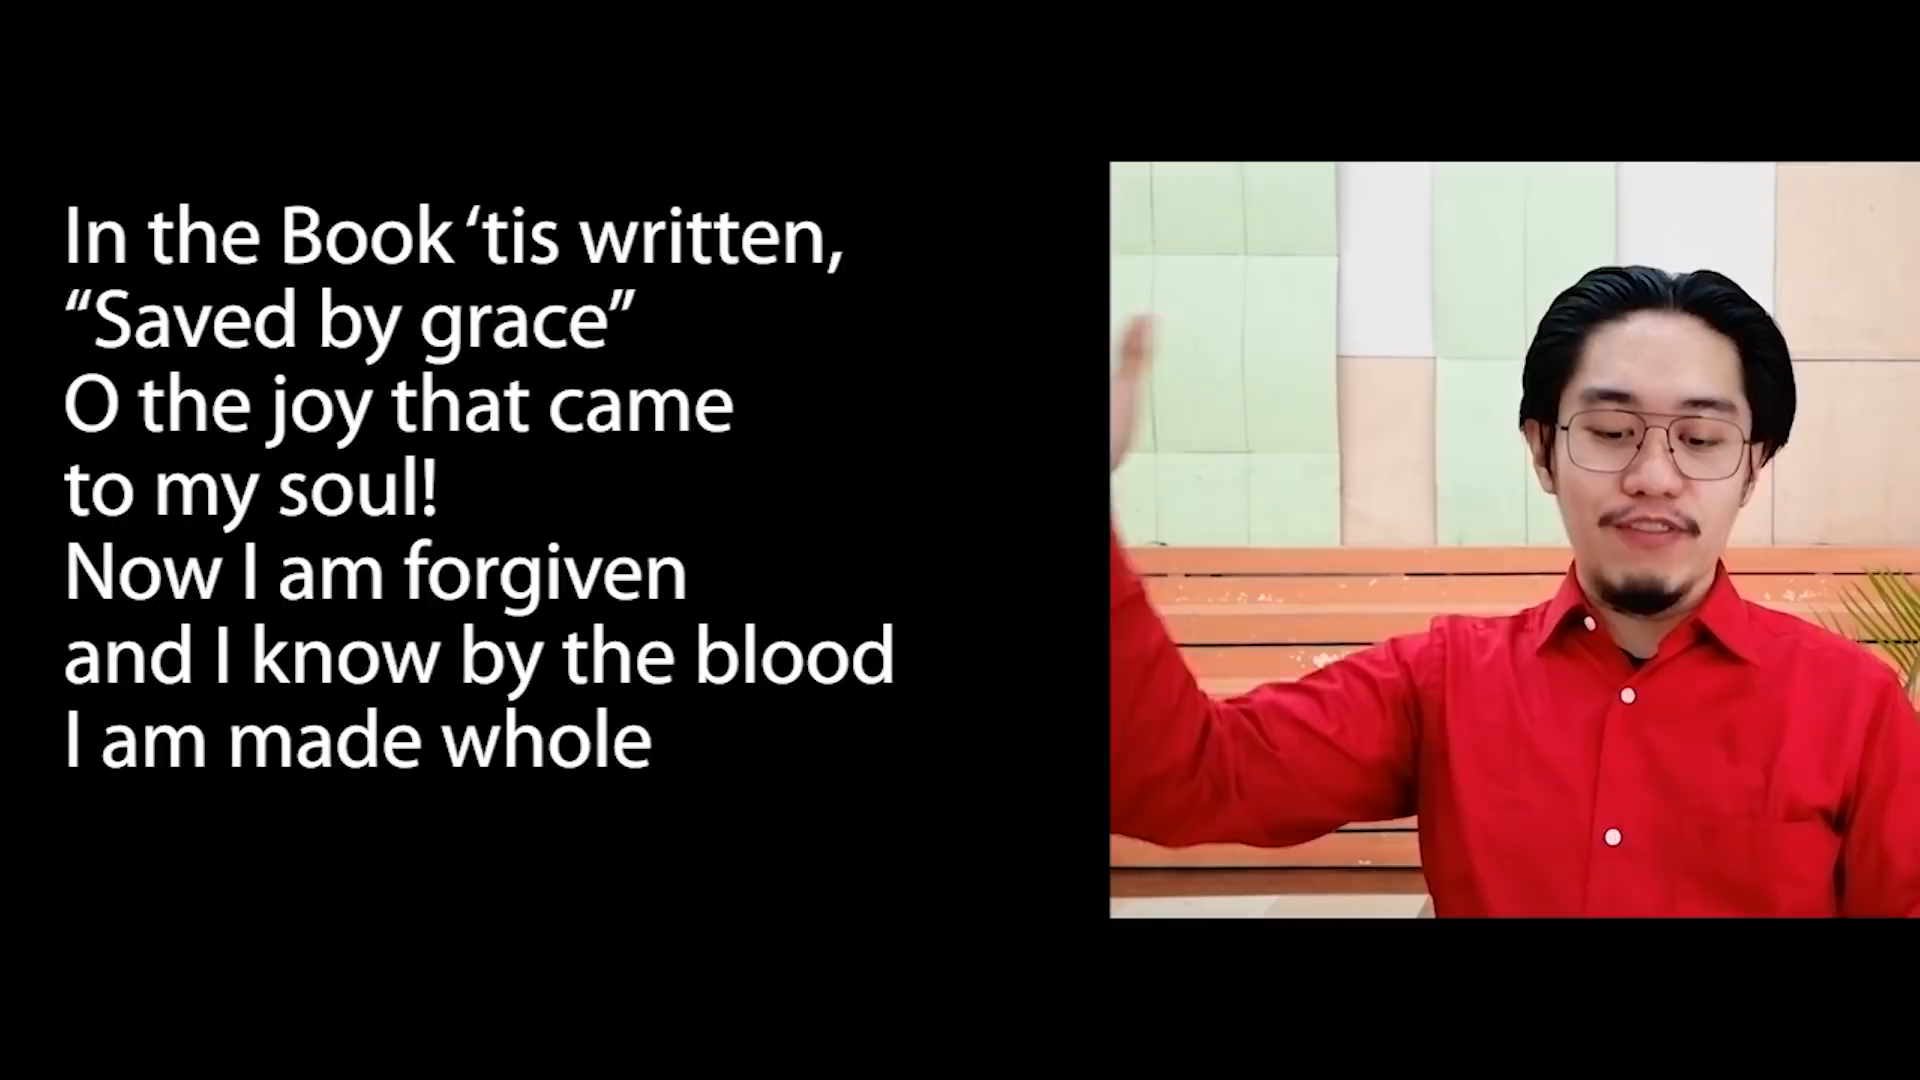 In the Book ‘tis written,
“Saved by grace”
O the joy that came
to my soul!
Now I am forgiven
and I know by the blood
I am made whole